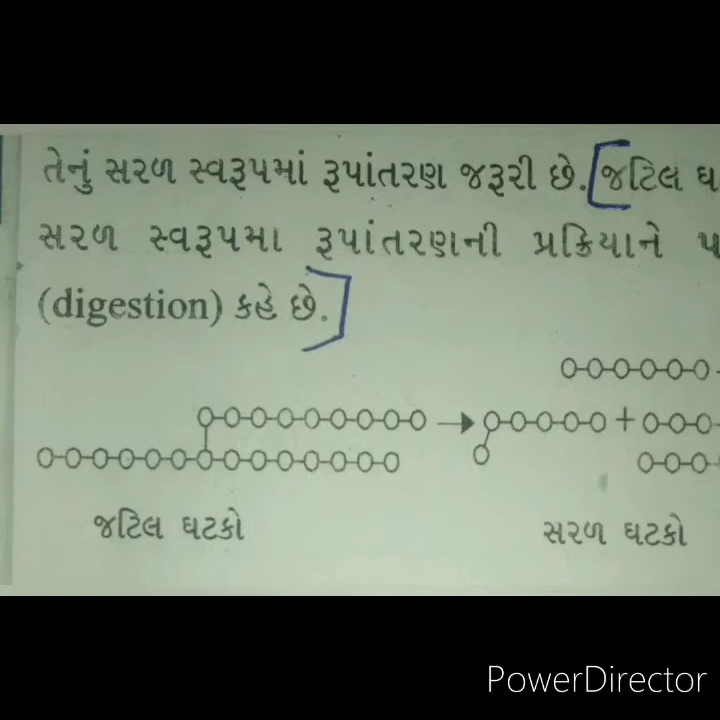 તેનું સરળ સ્વરૂપમાં રૂપાંતરણ જરૂરી છે. [જટિલ ઘ
સરળ સ્વરૂપમા રૂપાંતરણની પ્રક્રિયાને
(digestion) કહે છે.]
જટિલ ઘટકો
સરળ ઘટકો
PowerDirector